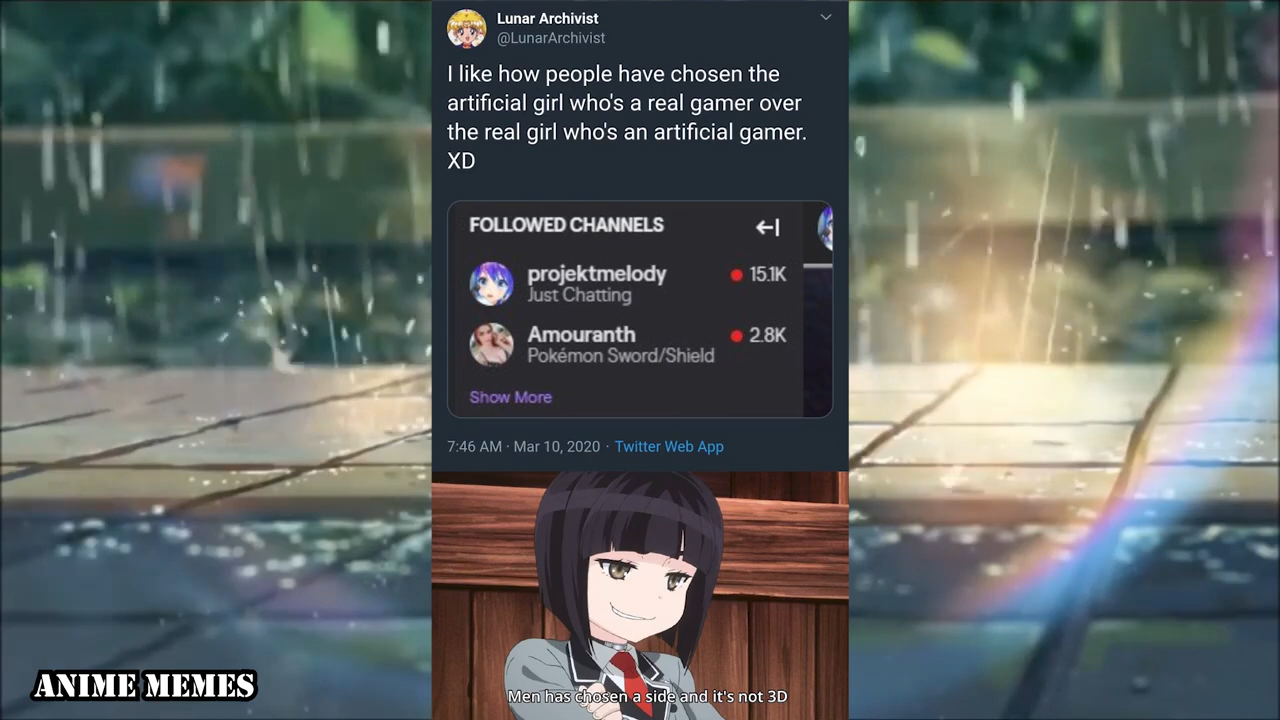 Lunar Archivist
@LunarArchivist
I like how people have chosen the
artificial girl who's a real gamer over
the real girl who's an artificial gamer.
XD
FOLLOWED CHANNELS
projektmelody
15.1K
Just Chatting
Amouranth
2.8K
Pokémon Sword/Shield
Show More
7:46 AM · Mar 10, 2020 · Twitter Web App
Men has chosen a side and it's not 3D
ANIME MEMES